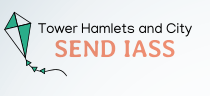 Tower Hamlets and City
SEND IASS